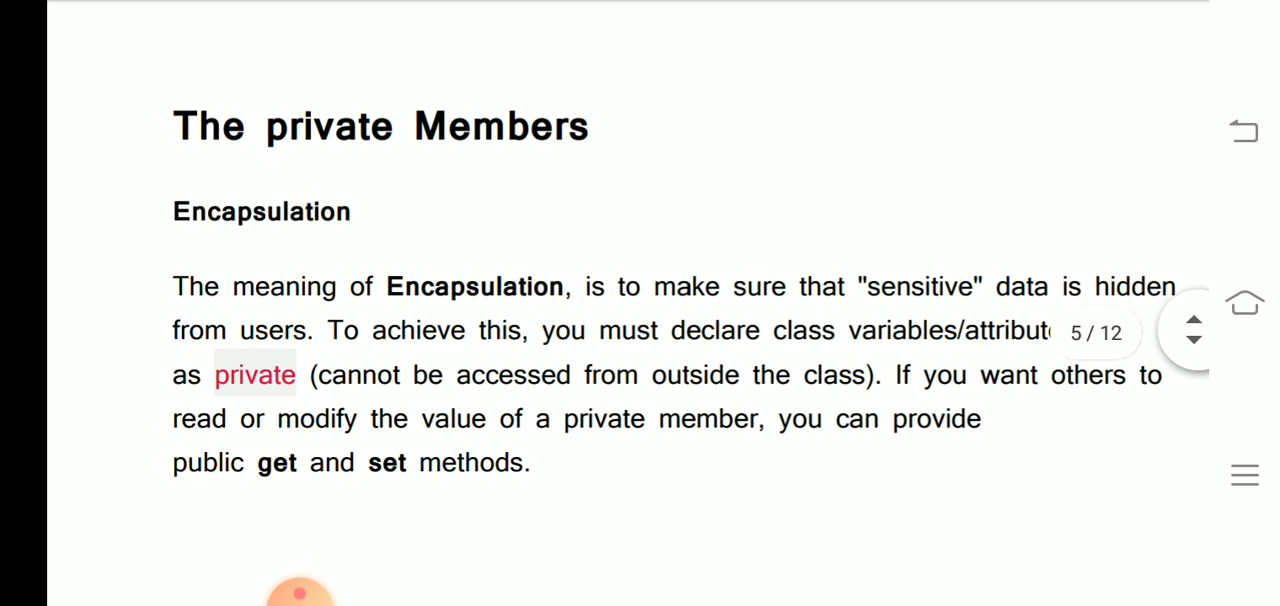 The private Members
Encapsulation
The meaning of Encapsulation, is to make sure that "sensitive" data is hidden
from users. To achieve this, you must declare class
5 / 12
as private (cannot be accessed from outside the class). If you want others to
read or modify the value of a private member, you can provide
public get and set methods.